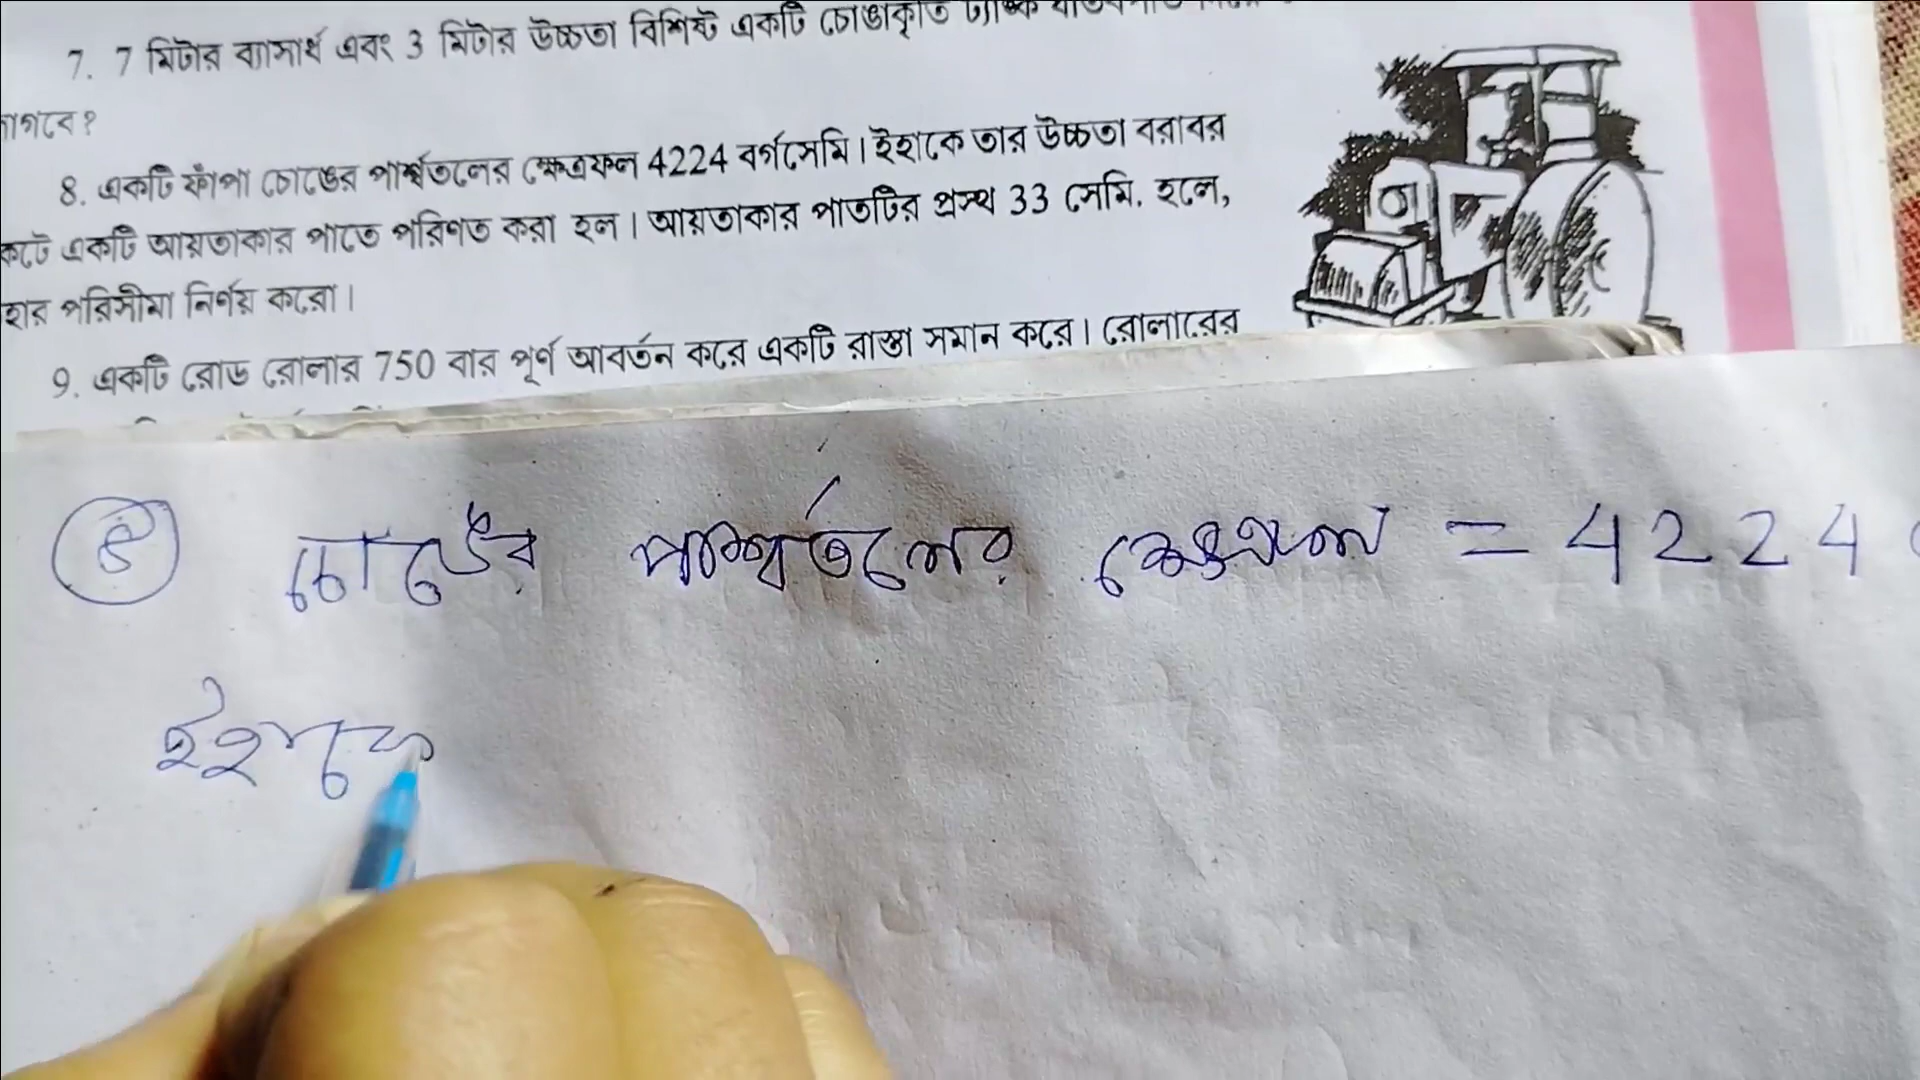 7. 7 মিটার ব্যাসার্ধ এবং 3 মিটার উচ্চতা বিশিষ্ট একটি চোঙাকৃতি
গবে?
8. একটি ফাঁপা চোঙের পার্শ্বতলের ক্ষেত্রফল 4224 বর্গসেমি। ইহাকে তার উচ্চতা বরাবর
কটে একটি আয়তাকার পাতে পরিণত করা হল। আয়তাকার পাতটির প্রস্থ 33 সেমি. হলে,
হার পরিসীমা নির্ণয় করো।
9. একটি রোড রোলার 750 বার পূর্ণ আবর্তন করে একটি রাস্তা সমান করে। রোলারের
৪ চোঙের পার্শ্বতলের ক্ষেত্রফল = 4224
ইহাকে